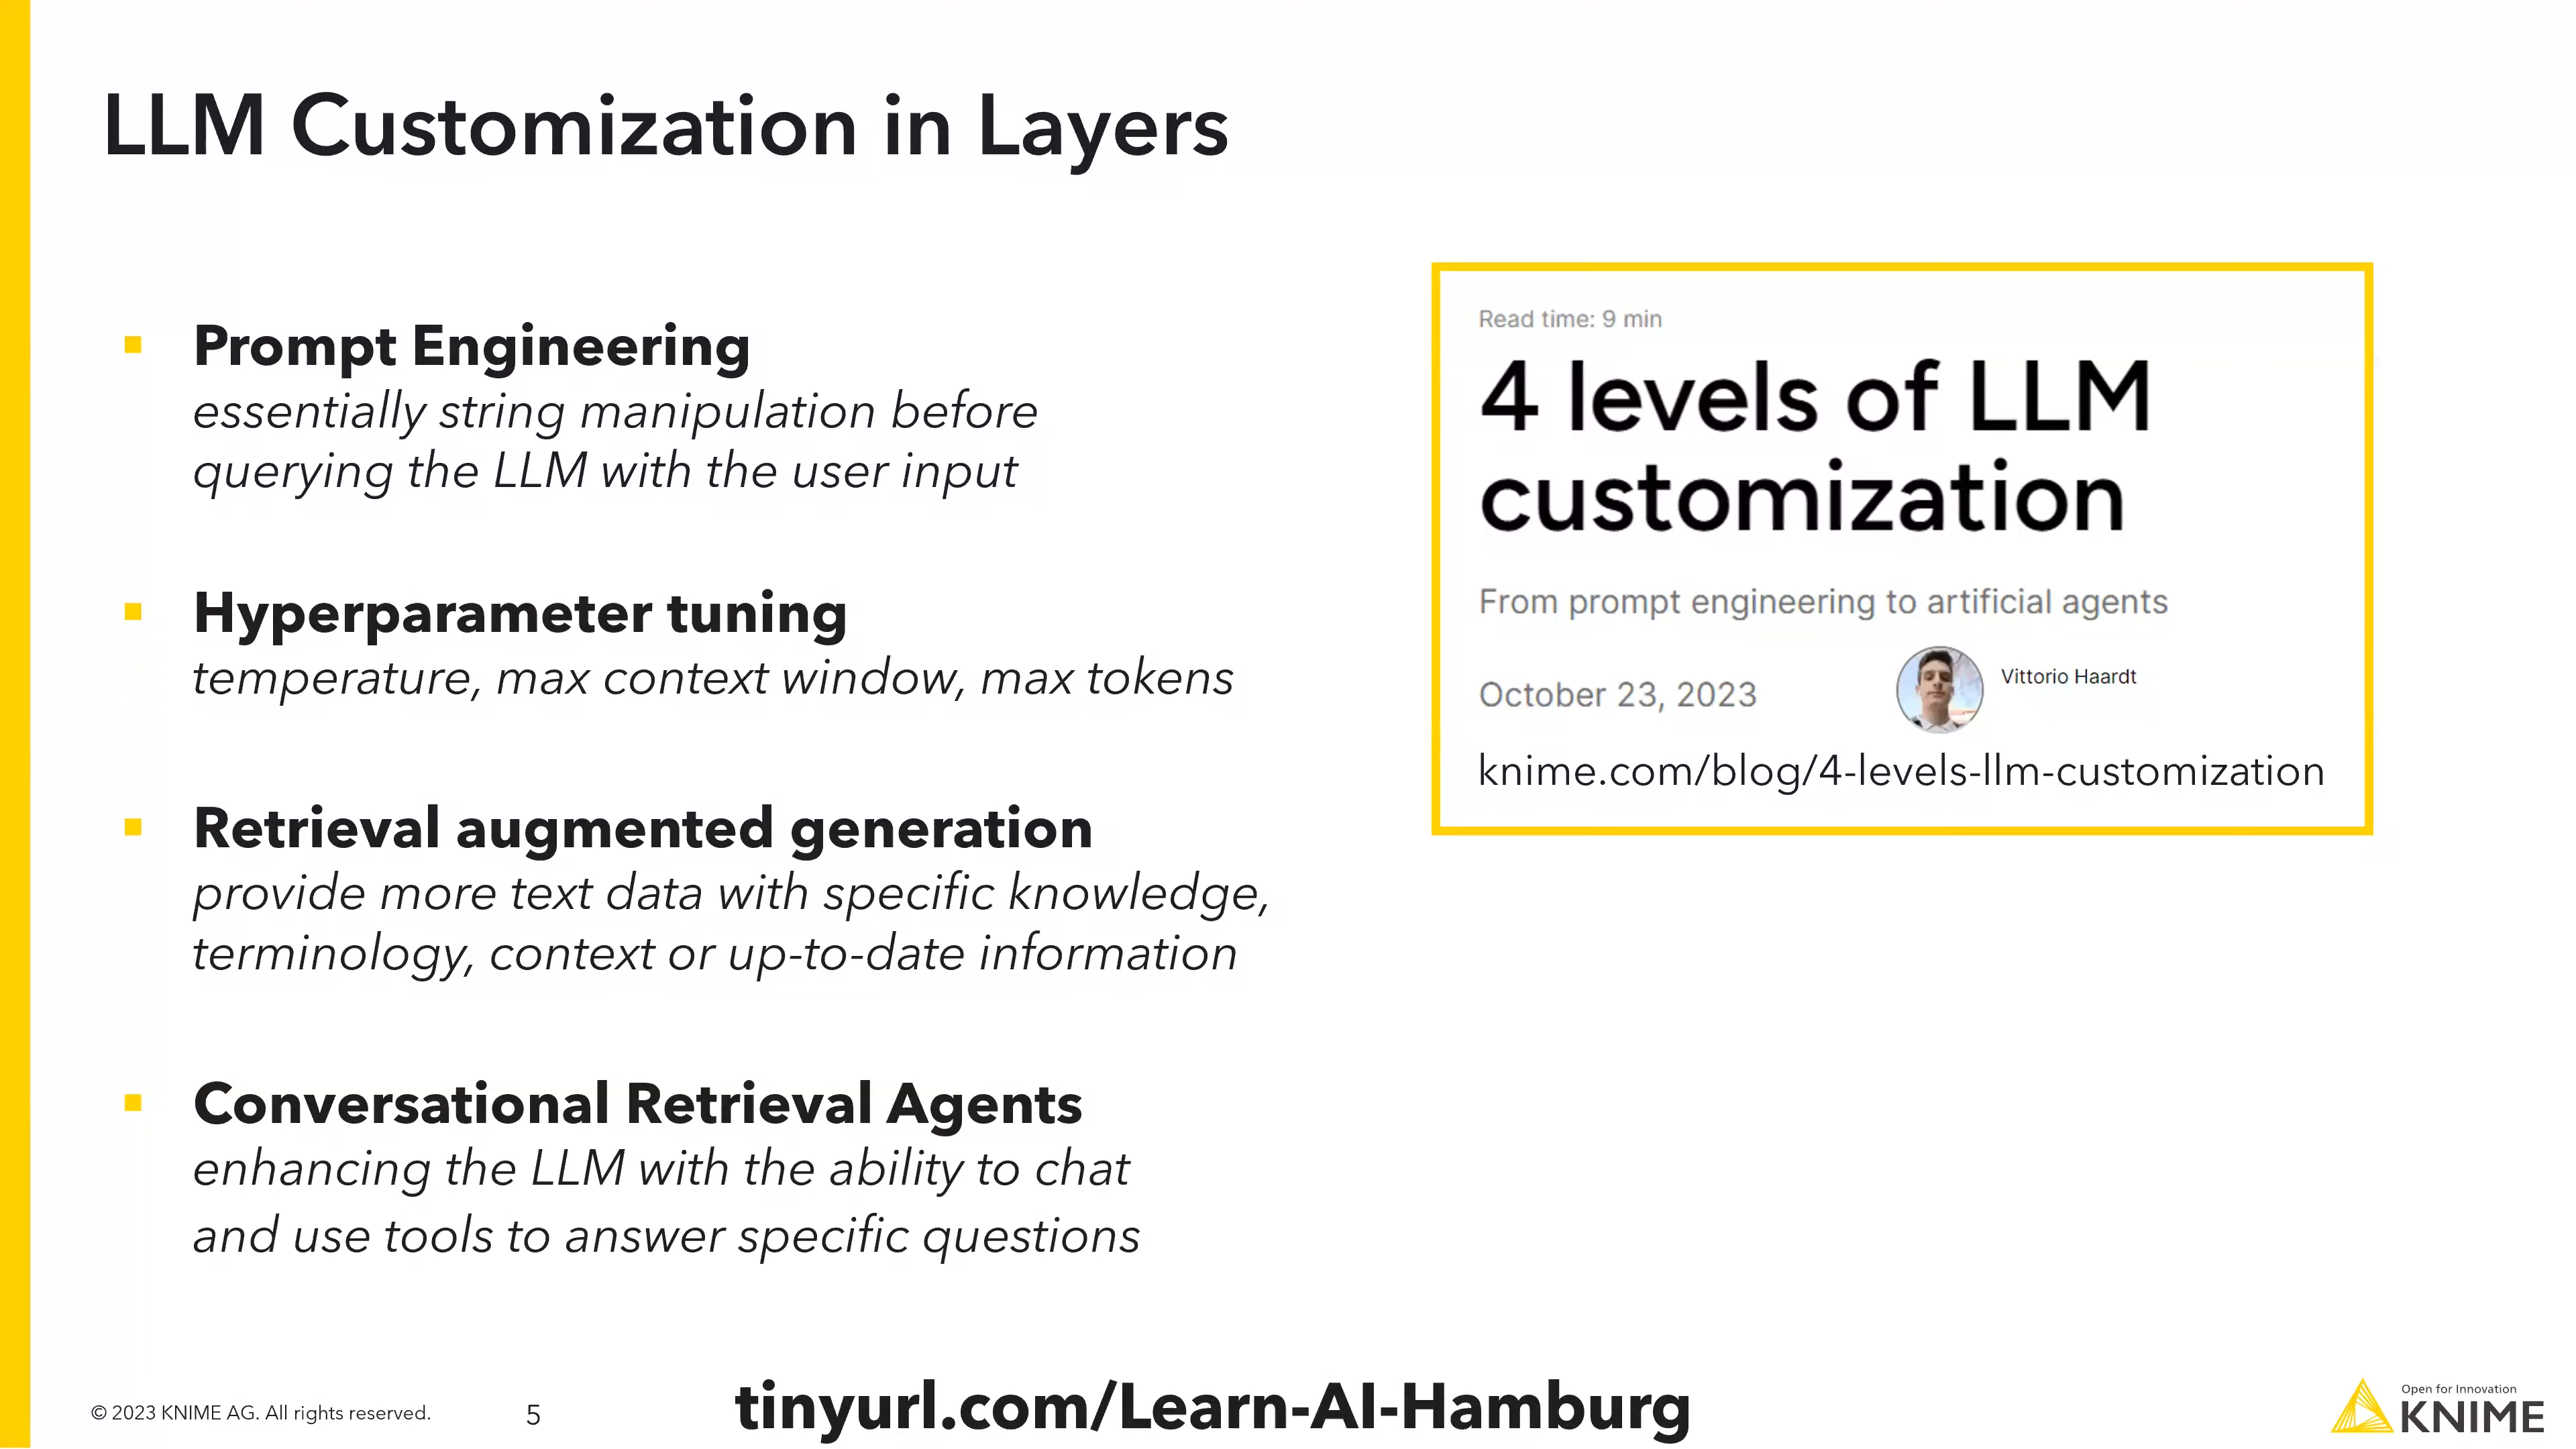 LLM Customization in Layers
Prompt Engineering
essentially string manipulation before
querying the LLM with the user input
Hyperparameter tuning
temperature, max context window, max tokens
Retrieval augmented generation
provide more text data with specific knowledge,
terminology, context or up-to-date information
Conversational Retrieval Agents
enhancing the LLM with the ability to chat
and use tools to answer specific questions
Read time: 9 min
4 levels of LLM
customization
From prompt engineering to artificial agents
October 23, 2023
Vittorio Haardt
knime.com/blog/4-levels-llm-customization
© 2023 KNIME AG. All rights reserved.
5
tinyurl.com/Learn-AI-Hamburg
Open for Innovation
KNIME